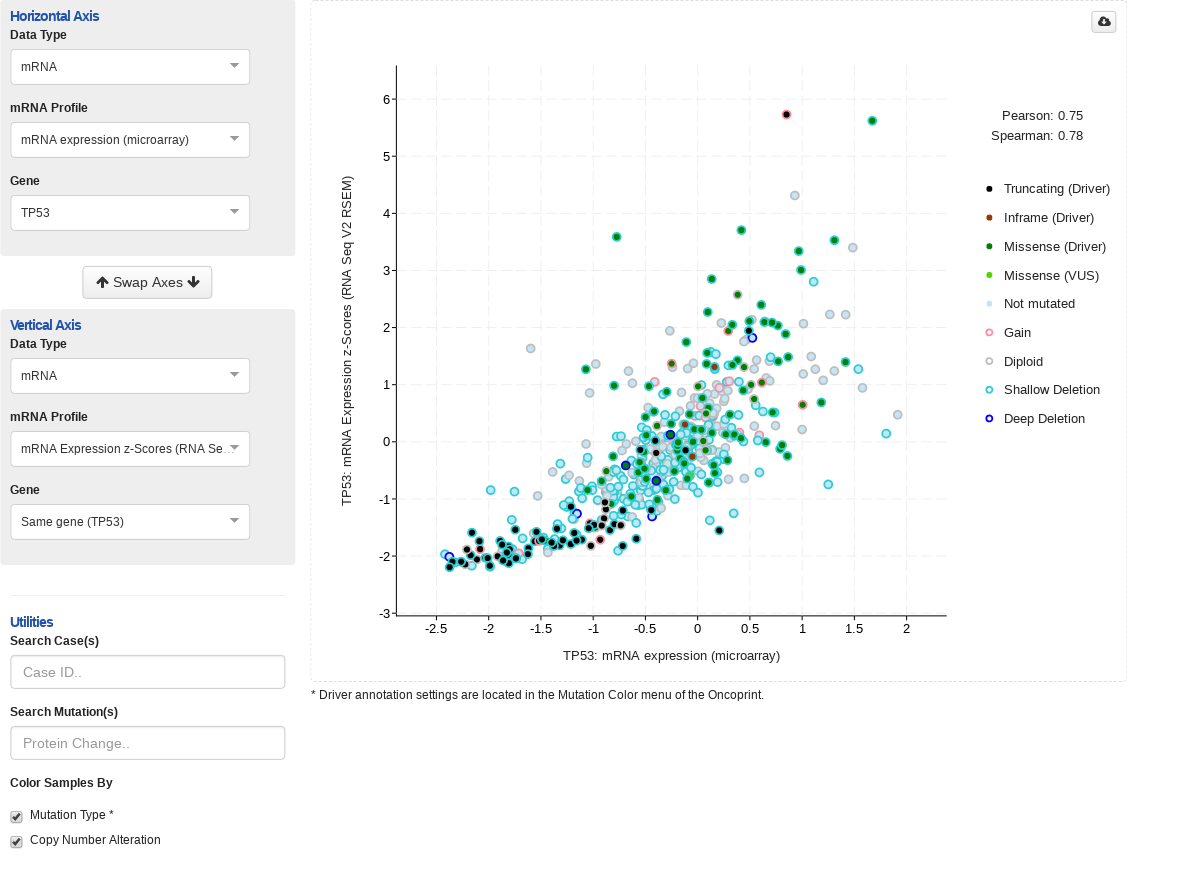 Horizontal Axis
Data Type
mRNA
mRNA Profile
mRNA expression (microarray)
Gene
TP53
Swap Axes
Vertical Axis
Data Type
mRNA
mRNA Profile
mRNA Expression z-Scores (RNA Se...
Gene
Same gene (TP53)
Utilities
Search Case(s)
Case ID..
Search Mutation(s)
Protein Change..
Color Samples By
Mutation Type *
Copy Number Alteration
TP53: mRNA Expression z-Scores (RNA Seq V2 RSEM)
6
5
4
3
2
1
0
-1
-2
-3
-2.5 -2 -1.5 -1 -0.5 0 0.5 1 1.5 2
TP53: mRNA expression (microarray)
Pearson: 0.75
Spearman: 0.78
Truncating (Driver)
Inframe (Driver)
Missense (Driver)
Missense (VUS)
Not mutated
Gain
Diploid
Shallow Deletion
Deep Deletion
* Driver annotation settings are located in the Mutation Color menu of the Oncoprint.